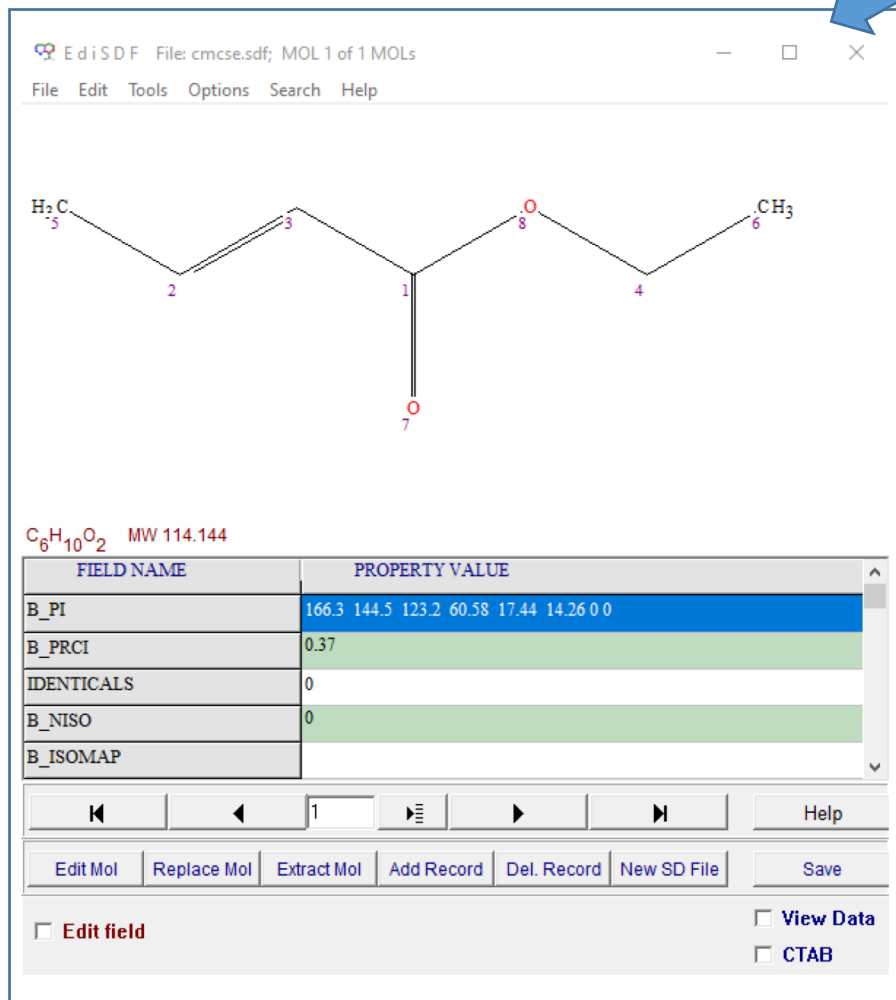 E d i S D F File: cmcse.sdf; MOL 1 of 1 MOLs
File Edit Tools Options Search Help
H₂C O CH₃
5 3 8 6
2 1 4
O
7
C₆H₁₀O₂ MW 114.144
FIELD NAME PROPERTY VALUE
B_PI 166.3 144.5 123.2 60.58 17.44 14.26 0 0
B_PRCI 0.37
IDENTICALS 0
B_NISO 0
B_ISOMAP
1 Help
Edit Mol Replace Mol Extract Mol Add Record Del. Record New SD File Save
Edit field View Data
CTAB